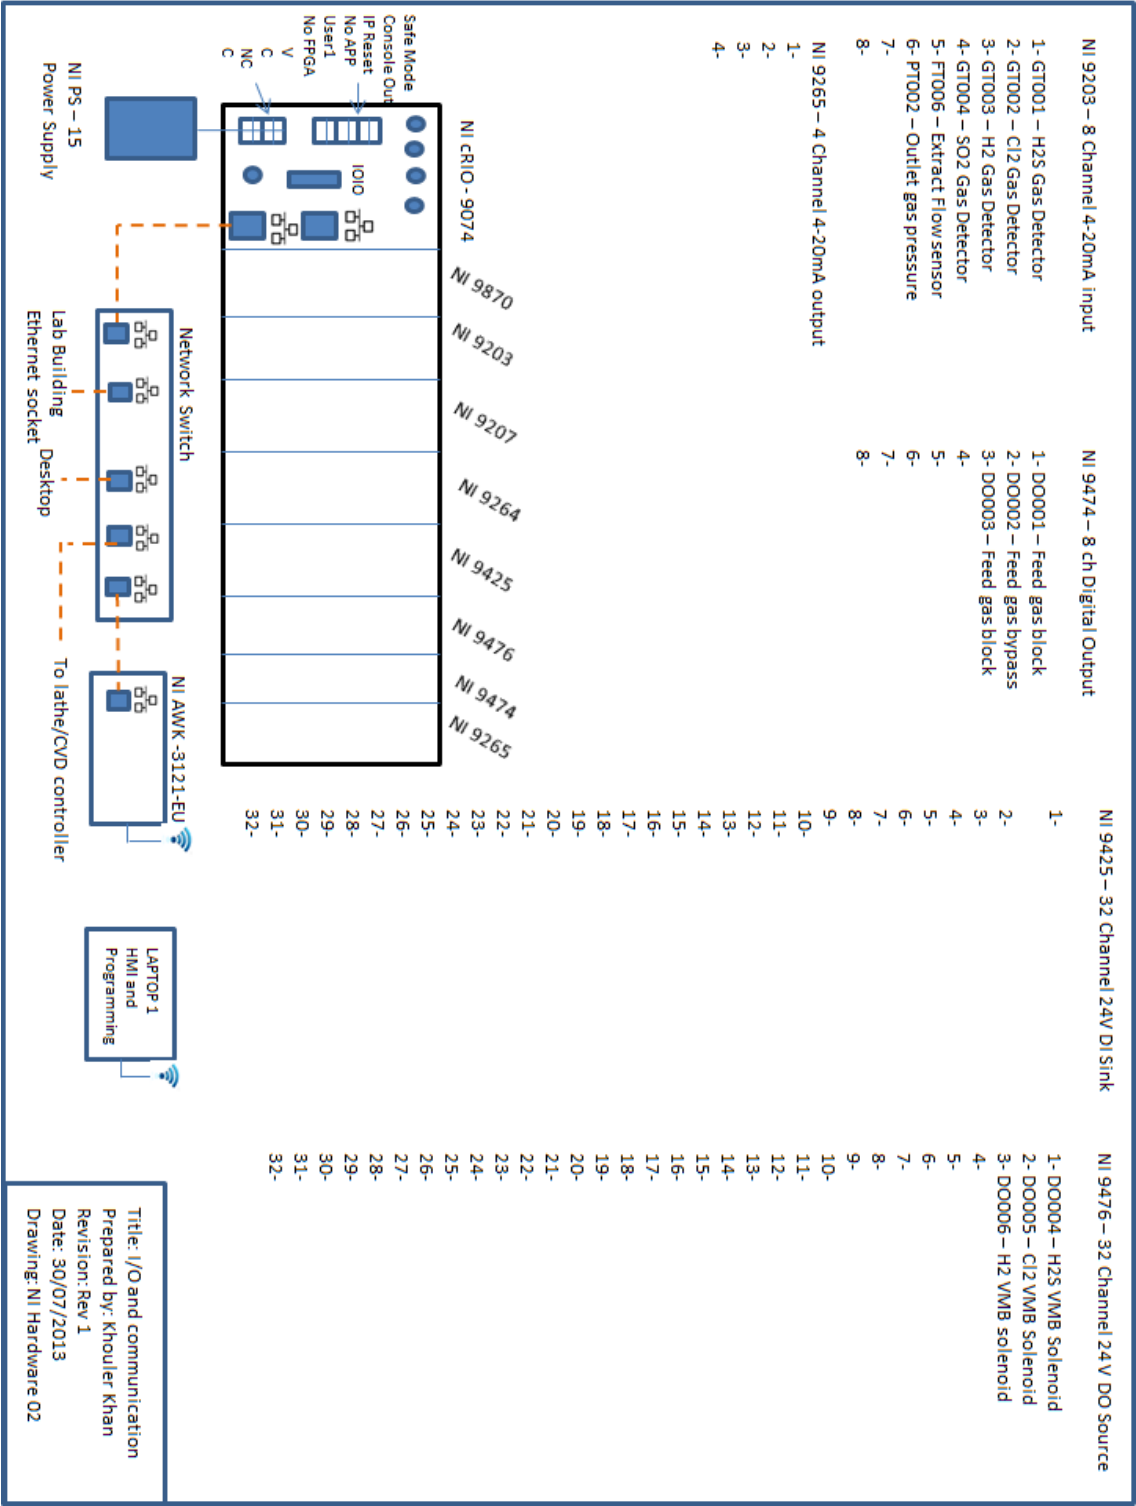 NI 9203 – 8 Channel 4-20mA input
1- GT001 – H2S Gas Detector
2- GT002 – Cl2 Gas Detector
3- GT003 – H2 Gas Detector
4- GT004 – SO2 Gas Detector
5- FT006 – Extract Flow sensor
6- PT002 – Outlet gas pressure
7-
8-
NI 9265 – 4 Channel 4-20mA output
1-
2-
3-
4-
NI 9474 – 8 ch Digital Output
1- DO001 – Feed gas block
2- DO002 – Feed gas bypass
3- DO003 – Feed gas block
4-
5-
6-
7-
8-
NI 9425 – 32 Channel 24V DI Sink
1-
2-
3-
4-
5-
6-
7-
8-
9-
10-
11-
12-
13-
14-
15-
16-
17-
18-
19-
20-
21-
22-
23-
24-
25-
26-
27-
28-
29-
30-
31-
32-
NI 9476 – 32 Channel 24 V DO Source
1- DO004 – H2S VMB Solenoid
2- DO005 – Cl2 VMB Solenoid
3- DO006 – H2 VMB solenoid
4-
5-
6-
7-
8-
9-
10-
11-
12-
13-
14-
15-
16-
17-
18-
19-
20-
21-
22-
23-
24-
25-
26-
27-
28-
29-
30-
31-
32-
NI cRIO - 9074
NI 9870
NI 9203
NI 9207
NI 9264
NI 9425
NI 9476
NI 9474
NI 9265
Safe Mode
Console Out
IP Reset
No APP
User1
No FPGA
V
C
NC
C
IOIO
NI PS – 15
Power Supply
Network Switch
Lab Building
Ethernet socket
Desktop
To lathe/CVD controller
NI AWK -3121-EU
LAPTOP 1
HMI and
Programming
Title: I/O and communication
Prepared by: Khouler Khan
Revision: Rev 1
Date: 30/07/2013
Drawing: NI Hardware 02